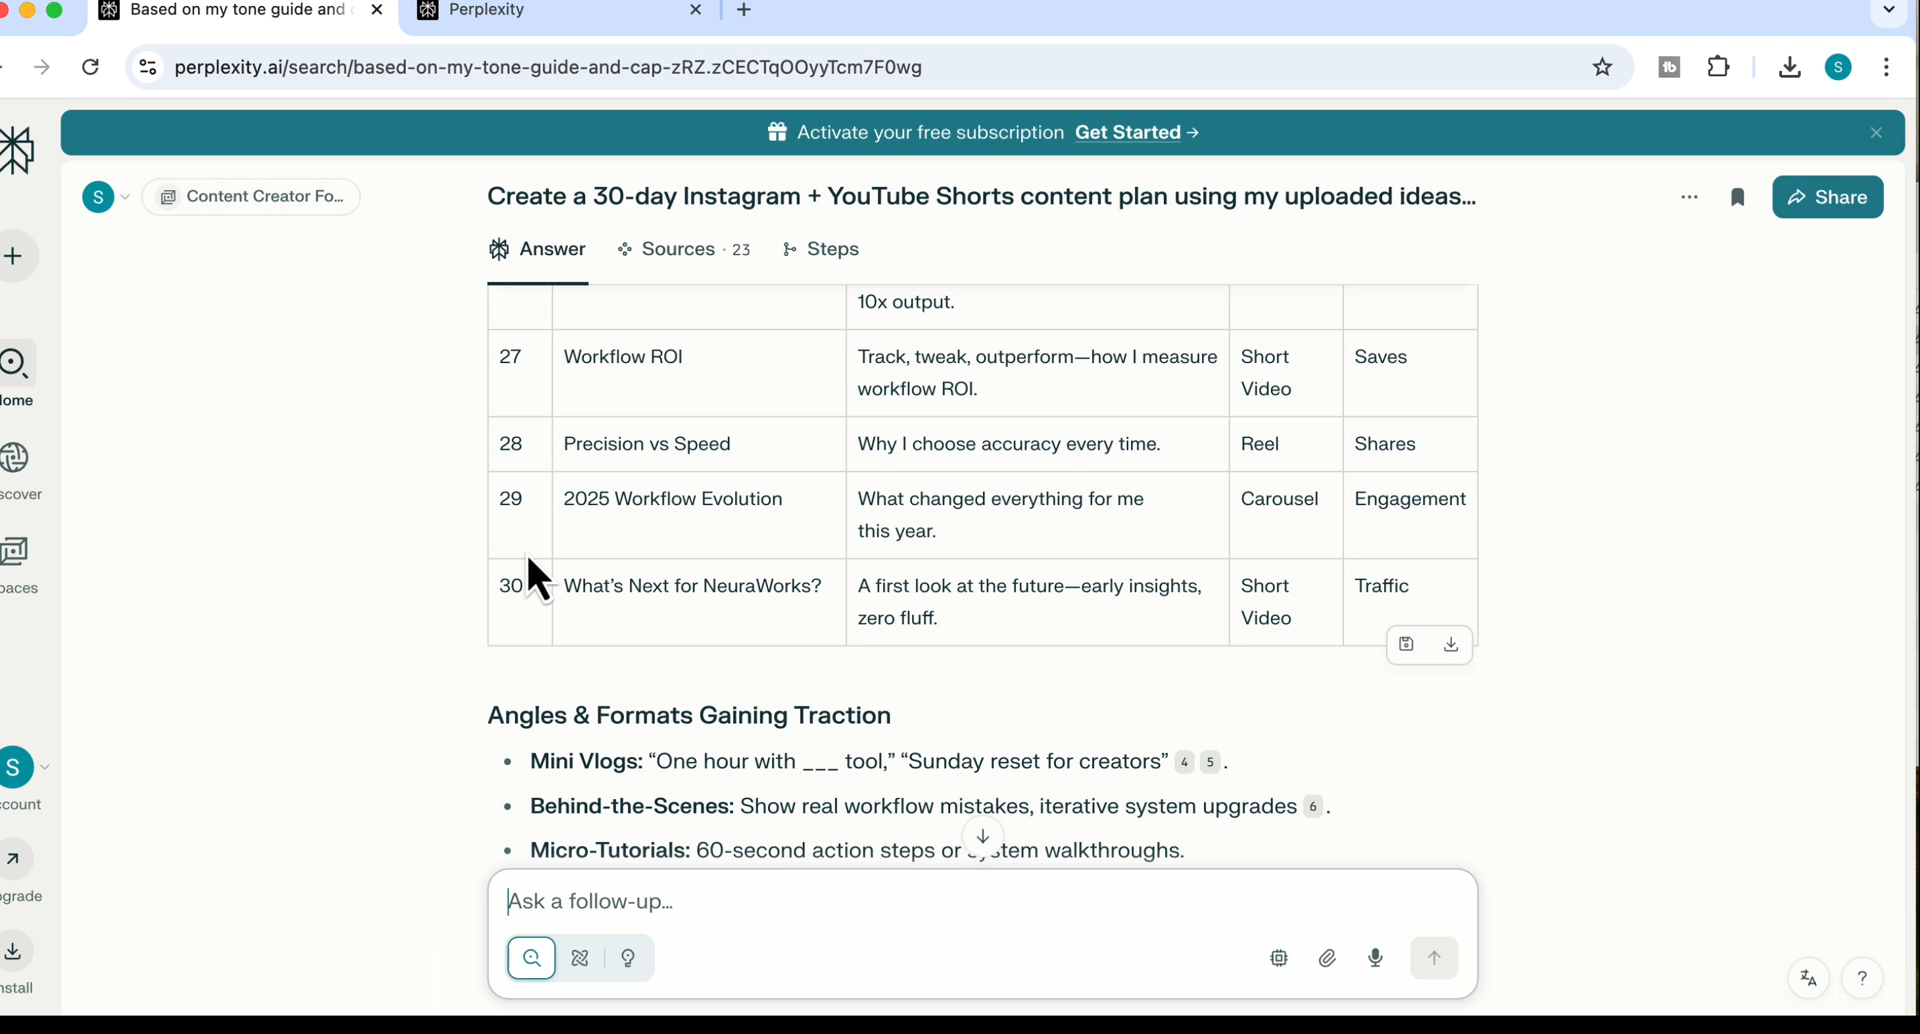 Based on my tone guide and c
Perplexity
perplexity.ai/search/based-on-my-tone-guide-and-cap-zRZ.zCECTqOOyyTcm7F0wg
tb
S
Activate your free subscription Get Started →
S
Content Creator Fo...
Create a 30-day Instagram + YouTube Shorts content plan using my uploaded ideas...
Share
Answer
Sources · 23
Steps
10x output.
27 Workflow ROI Track, tweak, outperform—how I measure Short Saves
workflow ROI. Video
28 Precision vs Speed Why I choose accuracy every time. Reel Shares
29 2025 Workflow Evolution What changed everything for me Carousel Engagement
this year.
30 What's Next for NeuraWorks? A first look at the future—early insights, Short Traffic
zero fluff. Video
Angles & Formats Gaining Traction
• Mini Vlogs: “One hour with ___ tool,” “Sunday reset for creators” 4 5 .
• Behind-the-Scenes: Show real workflow mistakes, iterative system upgrades 6 .
• Micro-Tutorials: 60-second action steps or system walkthroughs.
Ask a follow-up...
ome
scover
paces
S
ccount
pgrade
nstall
?